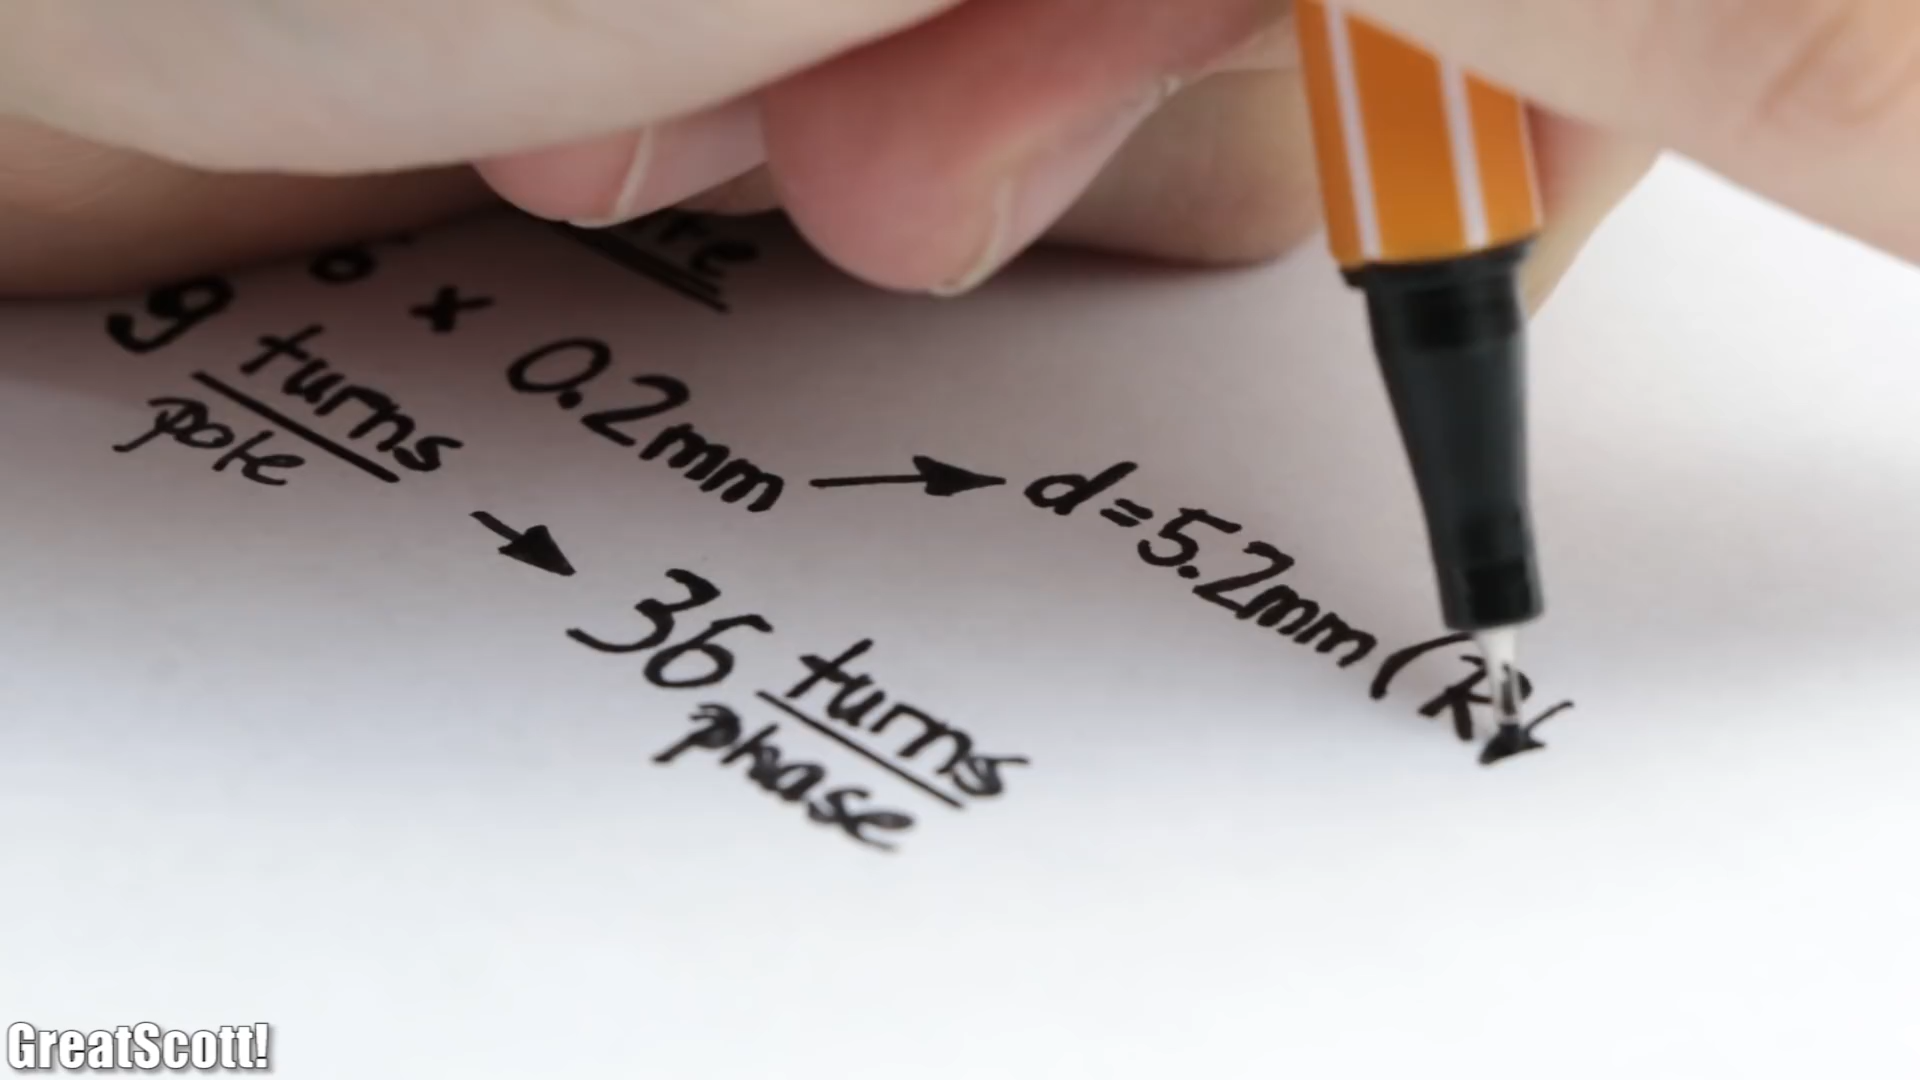 x 0.2mm → d=5.2mm (
9 turns
pole
→ 36 turns
phase
GreatScott!